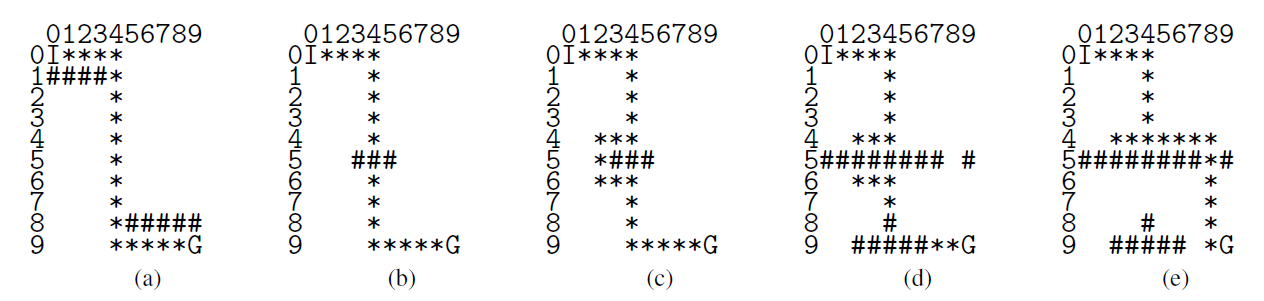 0123456789
0I****
1####*
2    *
3    *
4    *
5    *
6    *
7    *
8    *#####
9    *****G
(a)
 0123456789
0I****
1    *
2    *
3    *
4    *
5   ###
6    *
7    *
8    *
9    *****G
(b)
 0123456789
0I****
1    *
2    *
3    *
4  ***
5  *###
6  ***
7    *
8    *
9    *****G
(c)
 0123456789
0I****
1    *
2    *
3    *
4  ***
5######## #
6  ***
7    *
8    #
9  #####**G
(d)
 0123456789
0I****
1    *
2    *
3    *
4  *******
5########*#
6        *
7        *
8    #   *
9  ##### *G
(e)